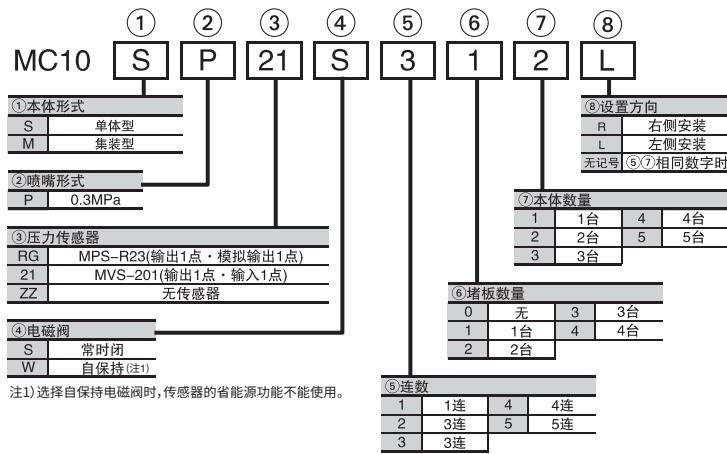 ① ② ③ ④ ⑤ ⑥ ⑦ ⑧
MC10 S P 21 S 3 1 2 L
①本体形式
S 单体型
M 集装型
②喷嘴形式
P 0.3MPa
③压力传感器
RG MPS-R23(输出1点・模拟输出1点)
21 MVS-201(输出1点・输入1点)
ZZ 无传感器
④电磁阀
S 常时闭
W 自保持(注1)
注1)选择自保持电磁阀时,传感器的省能源功能不能使用。
⑧设置方向
R 右侧安装
L 左侧安装
无记号 ⑤⑦相同数字时
⑦本体数量
1 1台 4 4台
2 2台 5 5台
3 3台
⑥堵板数量
0 无 3 3台
1 1台 4 4台
2 2台
⑤连数
1 1连 4 4连
2 3连 5 5连
3 3连